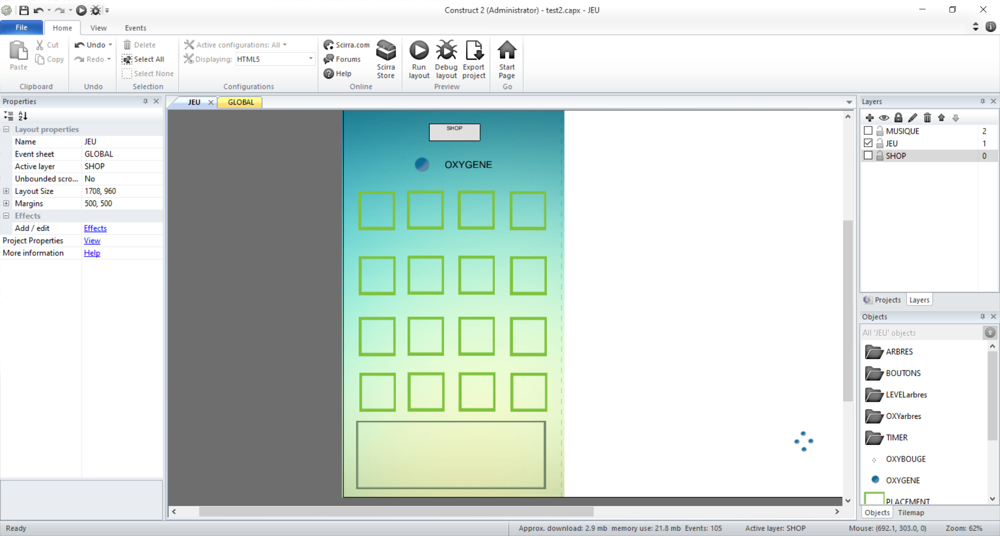 Construct 2 (Administrator) - test2.capx - JEU
File Home View Events
Paste
Cut
Copy
Clipboard
Undo
Redo
Undo
Delete
Select All
Select None
Selection
Active configurations: All
Displaying: HTML5
Configurations
Scirra.com
Forums
Help
Scirra
Store
Online
Run
layout
Debug
layout
Export
project
Preview
Start
Page
Go
Properties
Layout properties
Name JEU
Event sheet GLOBAL
Active layer SHOP
Unbounded scro... No
Layout Size 1708, 960
Margins 500, 500
Effects
Add / edit Effects
Project Properties View
More information Help
JEU GLOBAL
SHOP
OXYGENE
Layers
MUSIQUE 2
JEU 1
SHOP 0
Projects Layers
Objects
All 'JEU' objects
ARBRES
BOUTONS
LEVELarbres
OXYarbres
TIMER
OXYBOUGE
OXYGENE
PLACEMENT
Objects Tilemap
Ready
Approx. download: 2.9 mb memory use: 21.8 mb Events: 105 Active layer: SHOP Mouse: (692.1, 303.0, 0) Zoom: 62%